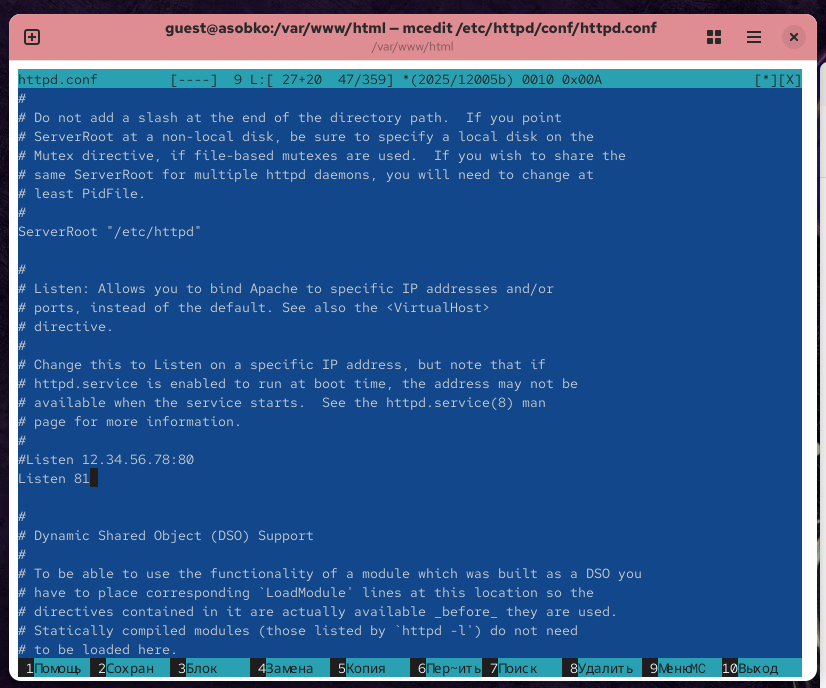 guest@asobko:/var/www/html — mcedit /etc/httpd/conf/httpd.conf
/var/www/html
httpd.conf         [----]  9 L:[ 27+20  47/359] *(2025/12005b) 0010 0x00A                   [*][X]
#
# Do not add a slash at the end of the directory path.  If you point
# ServerRoot at a non-local disk, be sure to specify a local disk on the
# Mutex directive, if file-based mutexes are used.  If you wish to share the
# same ServerRoot for multiple httpd daemons, you will need to change at
# least PidFile.
#
ServerRoot "/etc/httpd"

#
# Listen: Allows you to bind Apache to specific IP addresses and/or
# ports, instead of the default. See also the <VirtualHost>
# directive.
#
# Change this to Listen on a specific IP address, but note that if
# httpd.service is enabled to run at boot time, the address may not be
# available when the service starts.  See the httpd.service(8) man
# page for more information.
#
#Listen 12.34.56.78:80
Listen 81

#
# Dynamic Shared Object (DSO) Support
#
# To be able to use the functionality of a module which was built as a DSO you
# have to place corresponding `LoadModule' lines at this location so the
# directives contained in it are actually available _before_ they are used.
# Statically compiled modules (those listed by `httpd -l') do not need
# to be loaded here.
1Помощь 2Сохран 3Блок 4Замена 5Копия 6Пер~ить 7Поиск 8Удалить 9МенюMC 10Выход